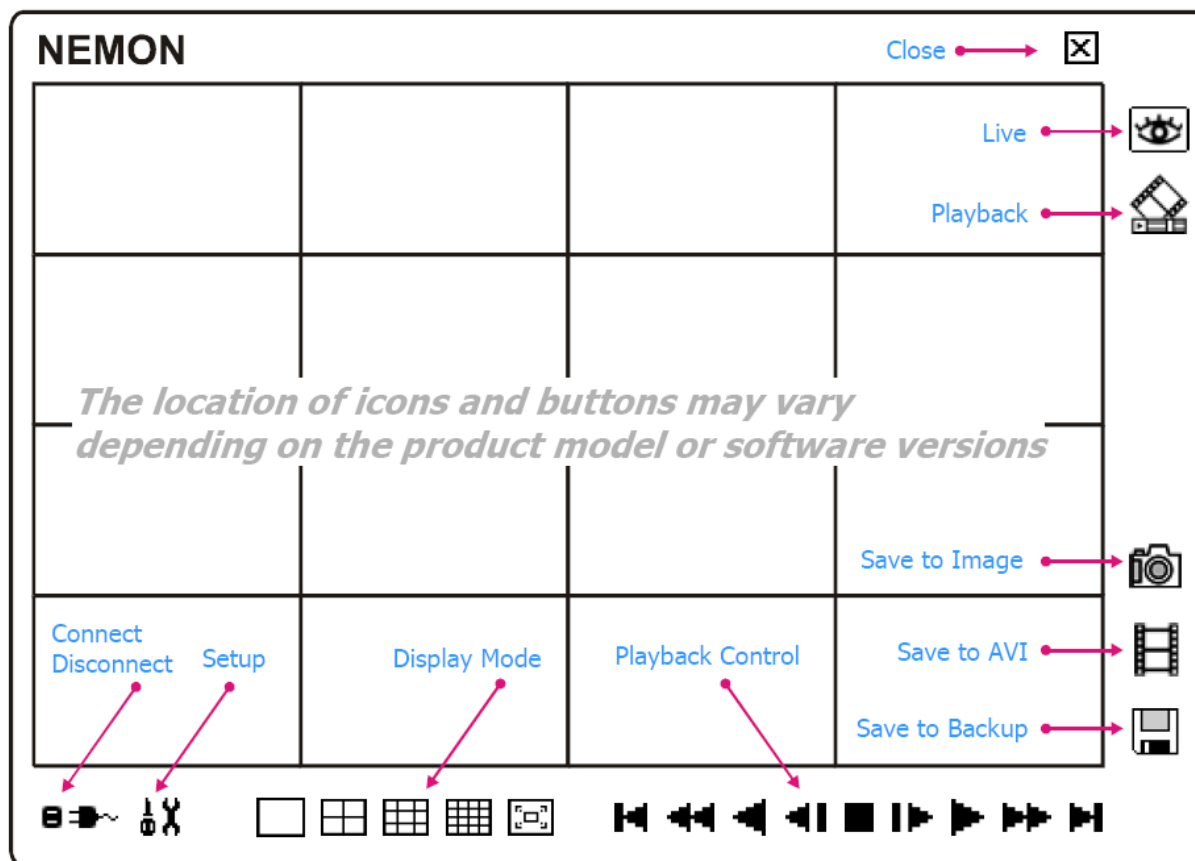 NEMON
Close
Live
Playback
The location of icons and buttons may vary
depending on the product model or software versions
Save to Image
Connect
Disconnect
Setup
Display Mode
Playback Control
Save to AVI
Save to Backup